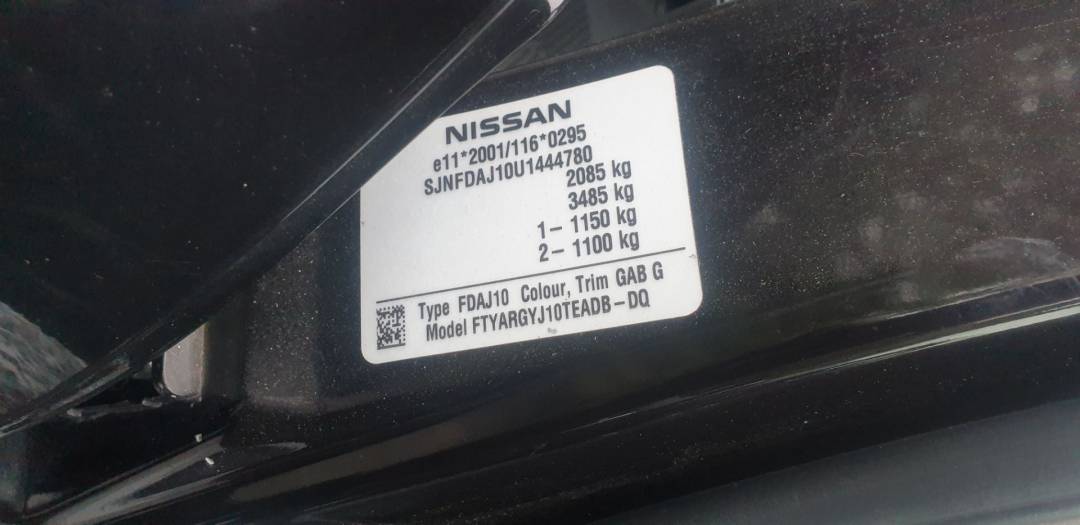 NISSAN
e11*2001/116*0295
SJNFDAJ10U1444780
2085 kg
3485 kg
1- 1150 kg
2- 1100 kg
Type FDAJ10 Colour, Trim GAB G
Model FTYARGYJ10TEADB-DQ